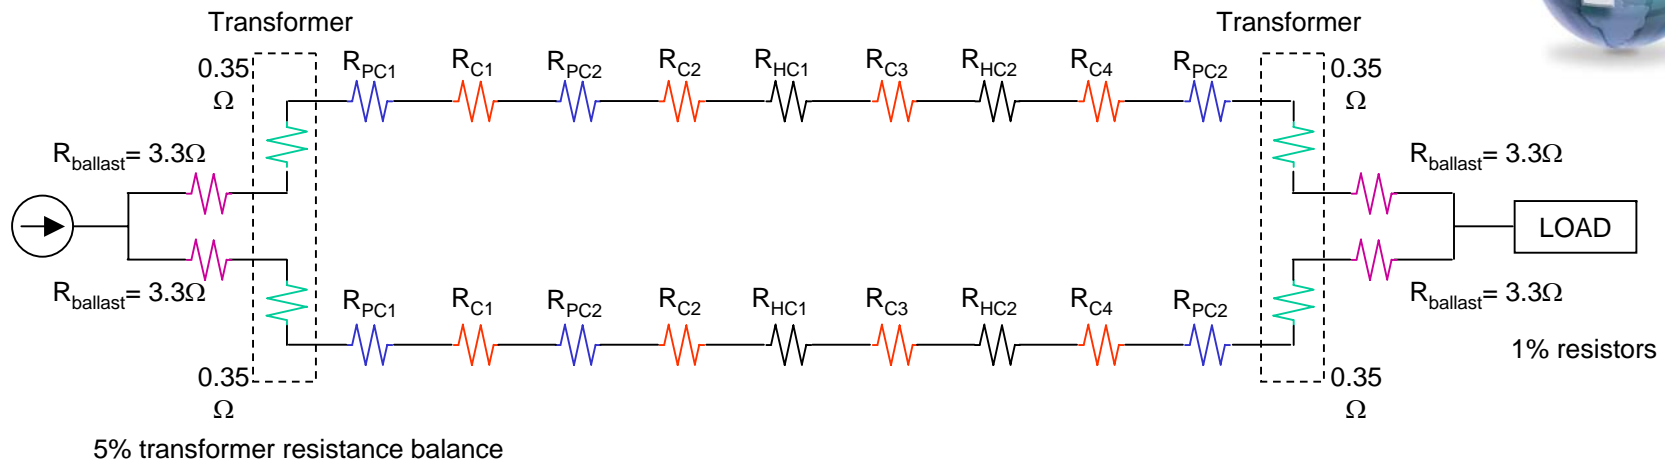 Transformer Transformer
0.35 Ω R_PC1 R_C1 R_PC2 R_C2 R_HC1 R_C3 R_HC2 R_C4 R_PC2 0.35 Ω
R_ballast= 3.3Ω R_ballast= 3.3Ω
LOAD
R_ballast= 3.3Ω R_ballast= 3.3Ω
R_PC1 R_C1 R_PC2 R_C2 R_HC1 R_C3 R_HC2 R_C4 R_PC2
1% resistors
0.35 Ω 0.35 Ω
5% transformer resistance balance